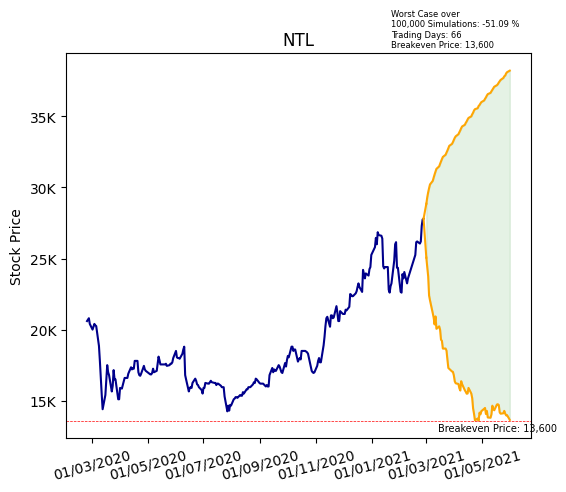 Worst Case over
100,000 Simulations: -51.09 %
Trading Days: 66
Breakeven Price: 13,600
NTL
Stock Price
35K
30K
25K
20K
15K
Breakeven Price: 13,600
01/03/2020 01/05/2020 01/07/2020 01/09/2020 01/11/2020 01/01/2021 01/03/2021 01/05/2021